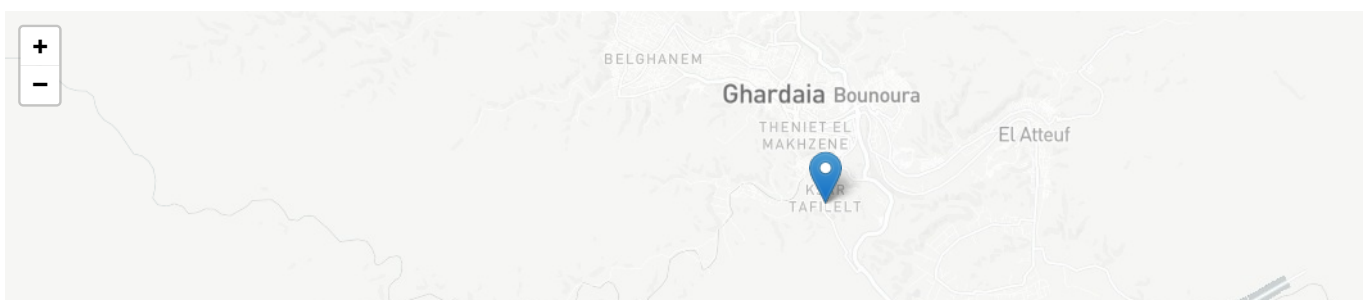 +
−
BELGHANEM
Ghardaia Bounoura
THENIET EL
MAKHZENE
El Atteuf
TAFILELT